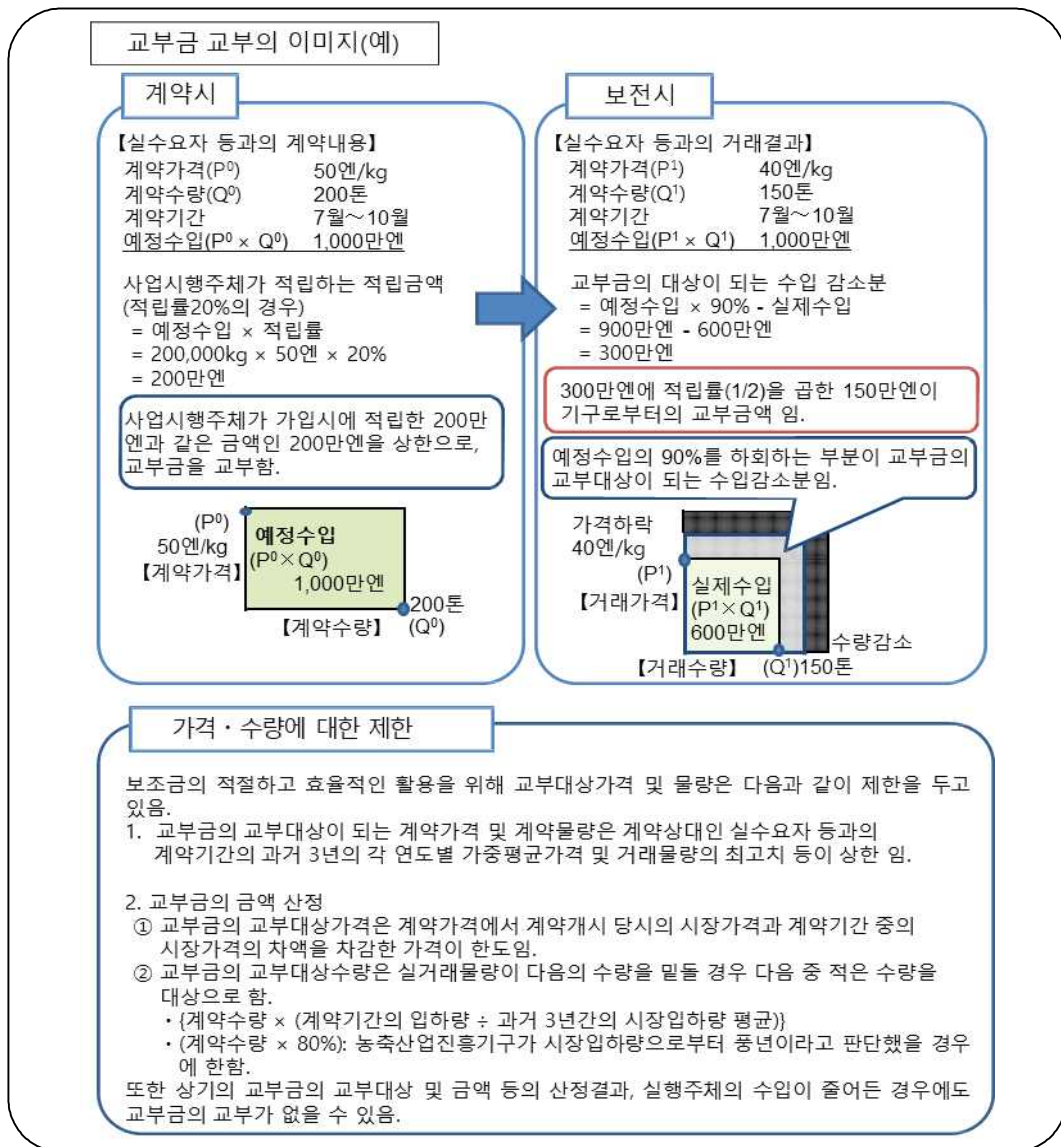 교부금 교부의 이미지(예)
계약시
【실수요자 등과의 계약내용】
계약가격(P⁰) 50엔/kg
계약수량(Q⁰) 200톤
계약기간 7월～10월
예정수입(P⁰ × Q⁰) 1,000만엔
사업시행주체가 적립하는 적립금액
(적립률20%의 경우)
= 예정수입 × 적립률
= 200,000kg × 50엔 × 20%
= 200만엔
사업시행주체가 가입시에 적립한 200만
엔과 같은 금액인 200만엔을 상한으로,
교부금을 교부함.
(P⁰)
50엔/kg
【계약가격】
예정수입
(P⁰×Q⁰)
1,000만엔
200톤
【계약수량】 (Q⁰)
보전시
【실수요자 등과의 거래결과】
계약가격(P¹) 40엔/kg
계약수량(Q¹) 150톤
계약기간 7월～10월
예정수입(P¹ × Q¹) 1,000만엔
교부금의 대상이 되는 수입 감소분
= 예정수입 × 90% - 실제수입
= 900만엔 - 600만엔
= 300만엔
300만엔에 적립률(1/2)을 곱한 150만엔이
기구로부터의 교부금액 임.
예정수입의 90%를 하회하는 부분이 교부금의
교부대상이 되는 수입감소분임.
가격하락
40엔/kg
(P¹)
【거래가격】
실제수입
(P¹×Q¹)
600만엔
수량감소
【거래수량】 (Q¹)150톤
가격・수량에 대한 제한
보조금의 적절하고 효율적인 활용을 위해 교부대상가격 및 물량은 다음과 같이 제한을 두고
있음.
1. 교부금의 교부대상이 되는 계약가격 및 계약물량은 계약상대인 실수요자 등과의
계약기간의 과거 3년의 각 연도별 가중평균가격 및 거래물량의 최고치 등이 상한 임.
2. 교부금의 금액 산정
① 교부금의 교부대상가격은 계약가격에서 계약개시 당시의 시장가격과 계약기간 중의
시장가격의 차액을 차감한 가격이 한도임.
② 교부금의 교부대상수량은 실거래물량이 다음의 수량을 밑돌 경우 다음 중 적은 수량을
대상으로 함.
・{계약수량 × (계약기간의 입하량 ÷ 과거 3년간의 시장입하량 평균)}
・(계약수량 × 80%): 농축산업진흥기구가 시장입하량으로부터 풍년이라고 판단했을 경우
에 한함.
또한 상기의 교부금의 교부대상 및 금액 등의 산정결과, 실행주체의 수입이 줄어든 경우에도
교부금의 교부가 없을 수 있음.